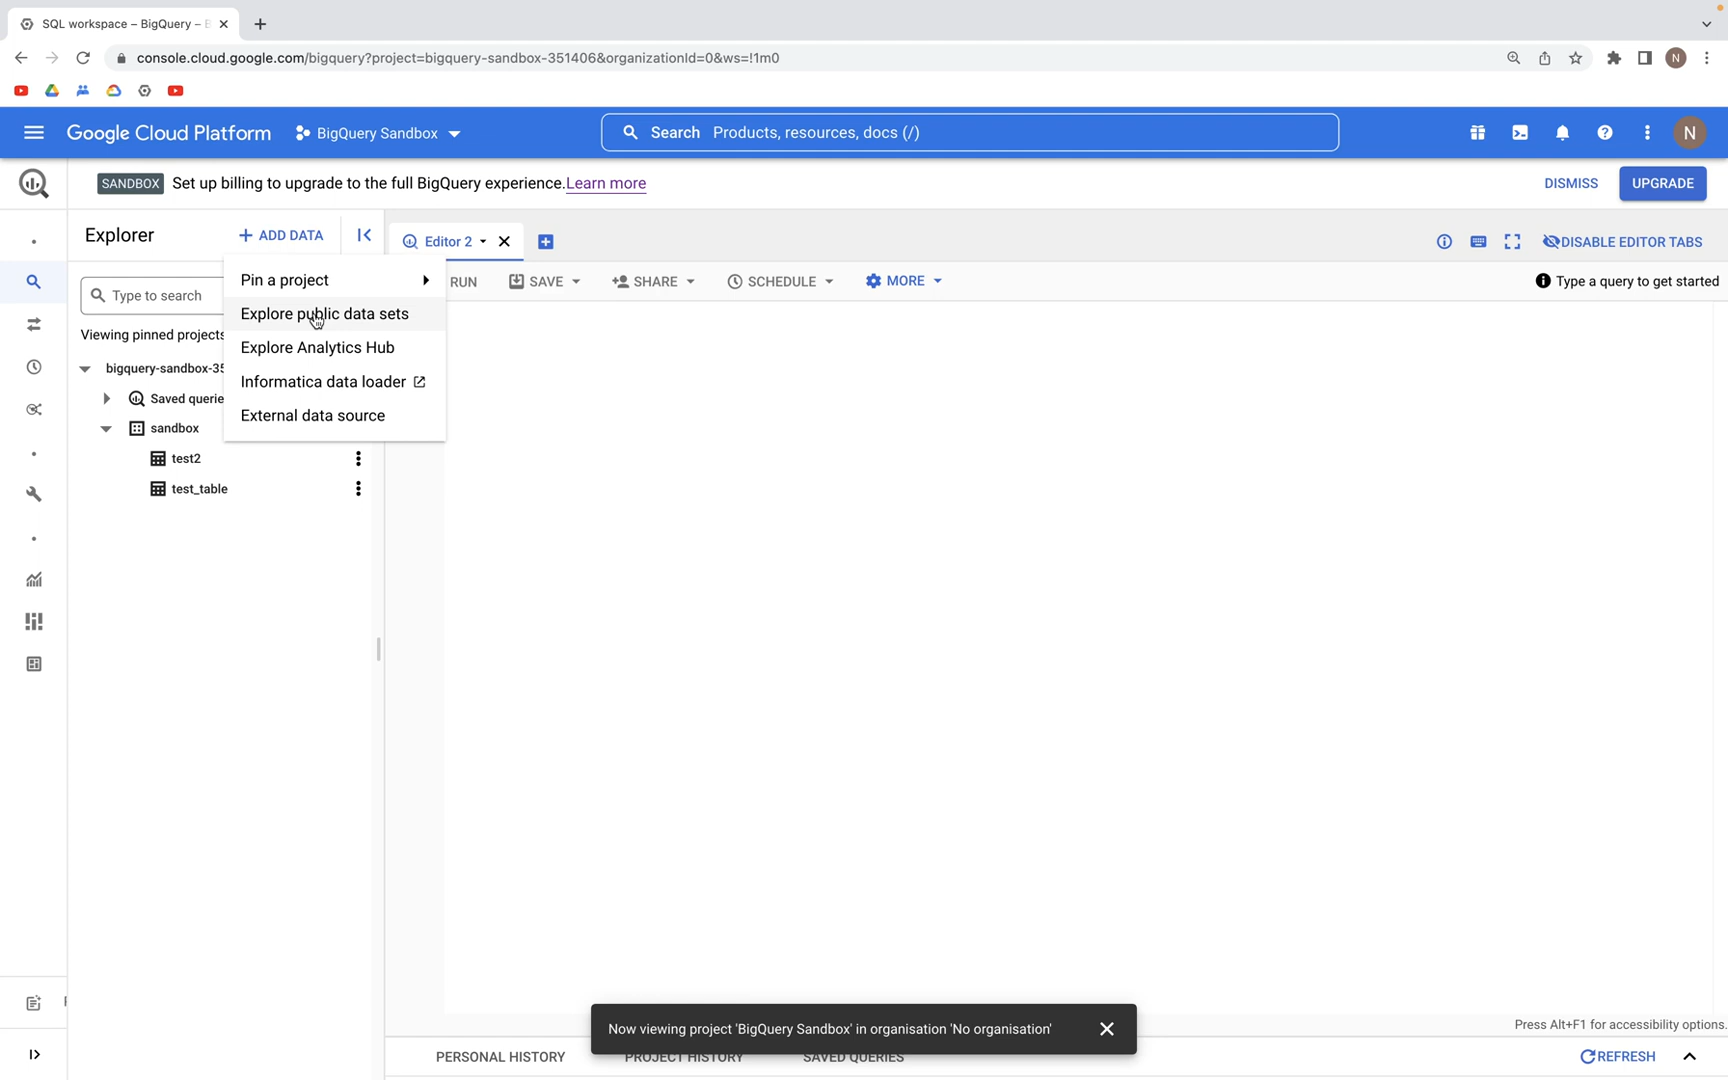 SQL workspace – BigQuery – B
console.cloud.google.com/bigquery?project=bigquery-sandbox-351406&organizationId=0&ws=!1m0
N
Google Cloud Platform
BigQuery Sandbox
Search Products, resources, docs (/)
N
SANDBOX Set up billing to upgrade to the full BigQuery experience. Learn more
DISMISS
UPGRADE
Explorer
+ ADD DATA
Editor 2
DISABLE EDITOR TABS
Type to search
Pin a project
RUN
SAVE
SHARE
SCHEDULE
MORE
Type a query to get started
Explore public data sets
Viewing pinned projects
Explore Analytics Hub
bigquery-sandbox-35
Informatica data loader
Saved querie
External data source
sandbox
test2
test_table
Now viewing project 'BigQuery Sandbox' in organisation 'No organisation'
Press Alt+F1 for accessibility options.
PERSONAL HISTORY
PROJECT HISTORY
SAVED QUERIES
REFRESH